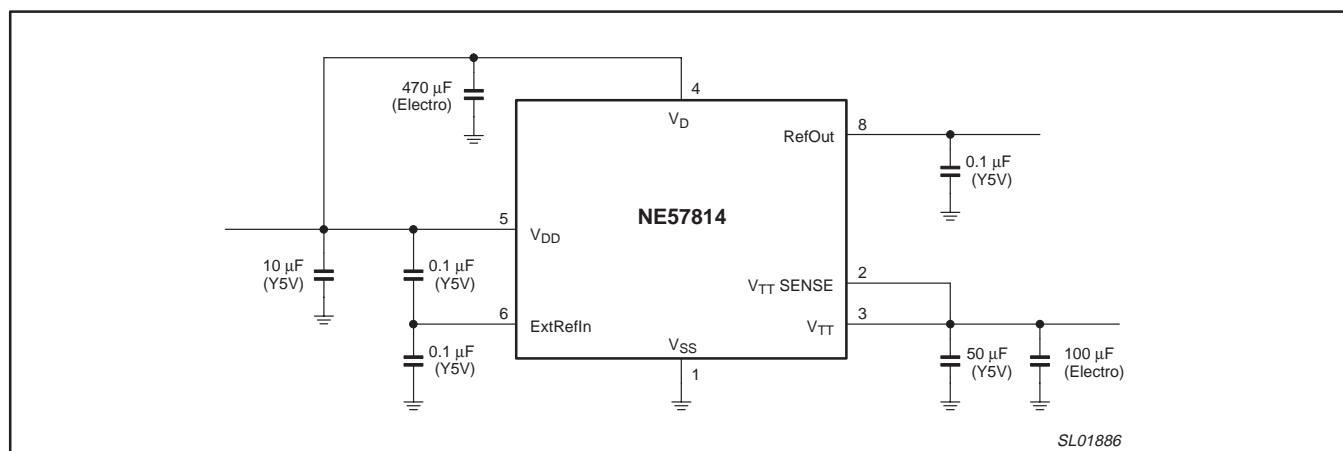 470 μF
(Electro)
4
V_D
RefOut
8
0.1 μF
(Y5V)
NE57814
5
V_DD
10 μF
(Y5V)
0.1 μF
(Y5V)
V_TT SENSE
2
6
ExtRefIn
V_TT
3
0.1 μF
(Y5V)
V_SS
1
50 μF
(Y5V)
100 μF
(Electro)
SL01886